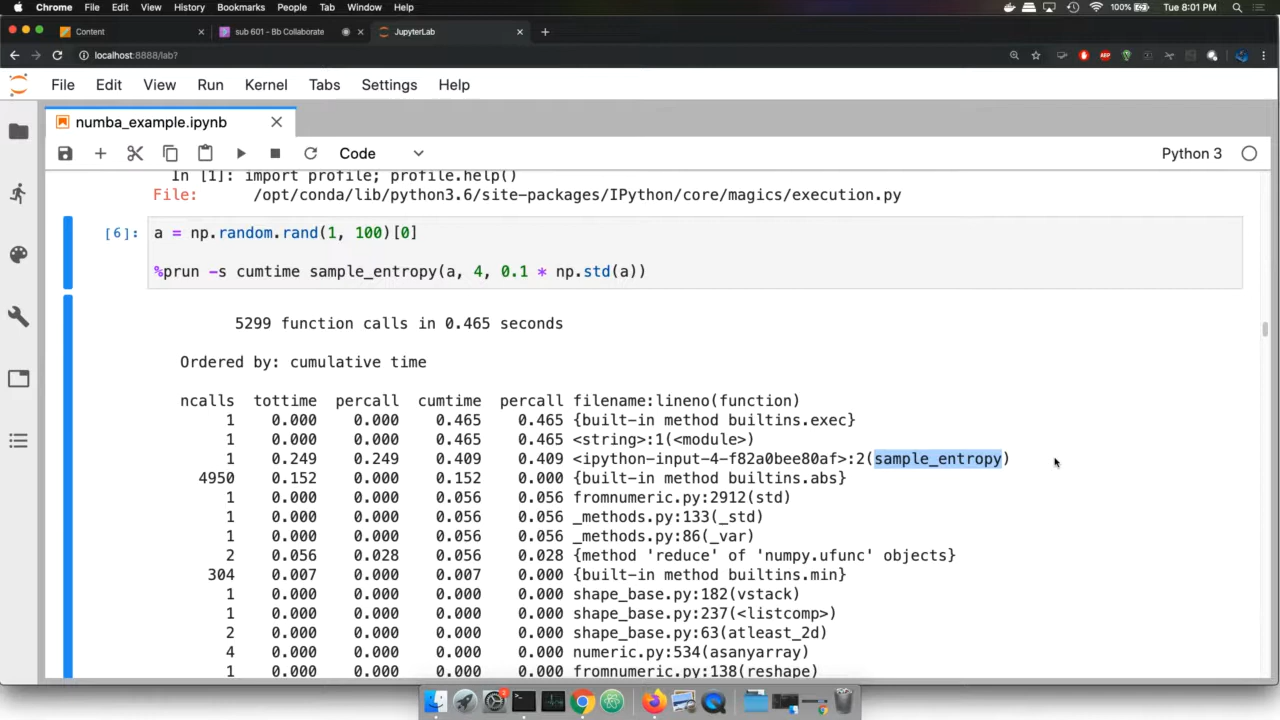 Chrome File Edit View History Bookmarks People Tab Window Help 100% Tue 8:01 PM
Content sub 601 - Bb Collaborate JupyterLab
localhost:8888/lab?
File Edit View Run Kernel Tabs Settings Help
numba_example.ipynb
Code Python 3
In [1]: import profile; profile.help()
File: /opt/conda/lib/python3.6/site-packages/IPython/core/magics/execution.py
[6]: a = np.random.rand(1, 100)[0]
%prun -s cumtime sample_entropy(a, 4, 0.1 * np.std(a))
5299 function calls in 0.465 seconds
Ordered by: cumulative time
ncalls tottime percall cumtime percall filename:lineno(function)
1 0.000 0.000 0.465 0.465 {built-in method builtins.exec}
1 0.000 0.000 0.465 0.465 <string>:1(<module>)
1 0.249 0.249 0.409 0.409 <ipython-input-4-f82a0bee80af>:2(sample_entropy)
4950 0.152 0.000 0.152 0.000 {built-in method builtins.abs}
1 0.000 0.000 0.056 0.056 fromnumeric.py:2912(std)
1 0.000 0.000 0.056 0.056 _methods.py:133(_std)
1 0.000 0.000 0.056 0.056 _methods.py:86(_var)
2 0.056 0.028 0.056 0.028 {method 'reduce' of 'numpy.ufunc' objects}
304 0.007 0.000 0.007 0.000 {built-in method builtins.min}
1 0.000 0.000 0.000 0.000 shape_base.py:182(vstack)
1 0.000 0.000 0.000 0.000 shape_base.py:237(<listcomp>)
2 0.000 0.000 0.000 0.000 shape_base.py:63(atleast_2d)
4 0.000 0.000 0.000 0.000 numeric.py:534(asanyarray)
1 0.000 0.000 0.000 0.000 fromnumeric.py:138(reshape)